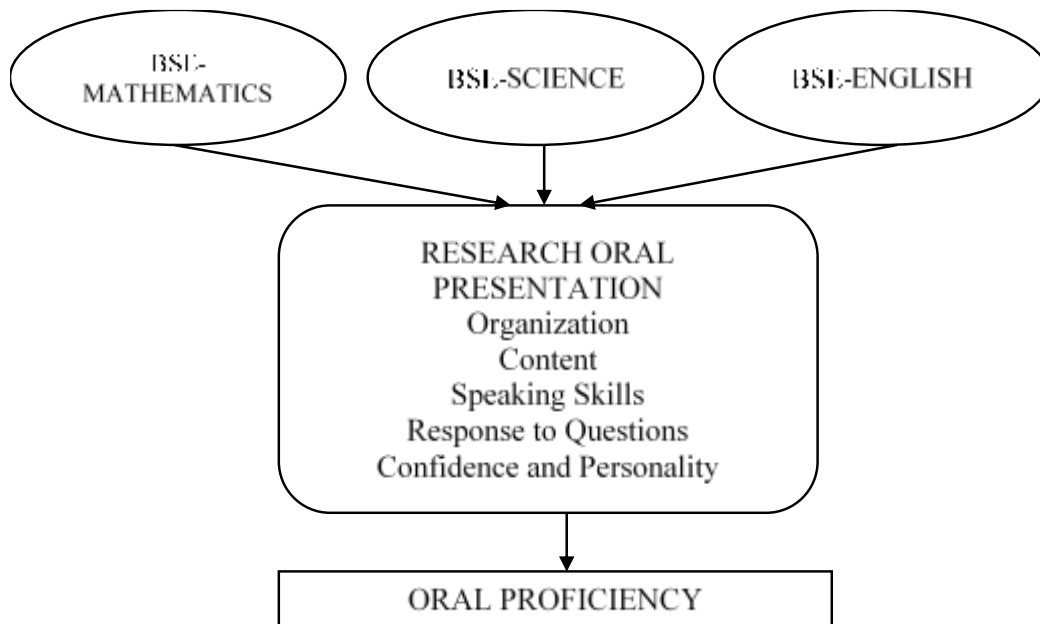 BSE-
MATHEMATICS
BSE-SCIENCE
BSE-ENGLISH
RESEARCH ORAL
PRESENTATION
Organization
Content
Speaking Skills
Response to Questions
Confidence and Personality
ORAL PROFICIENCY